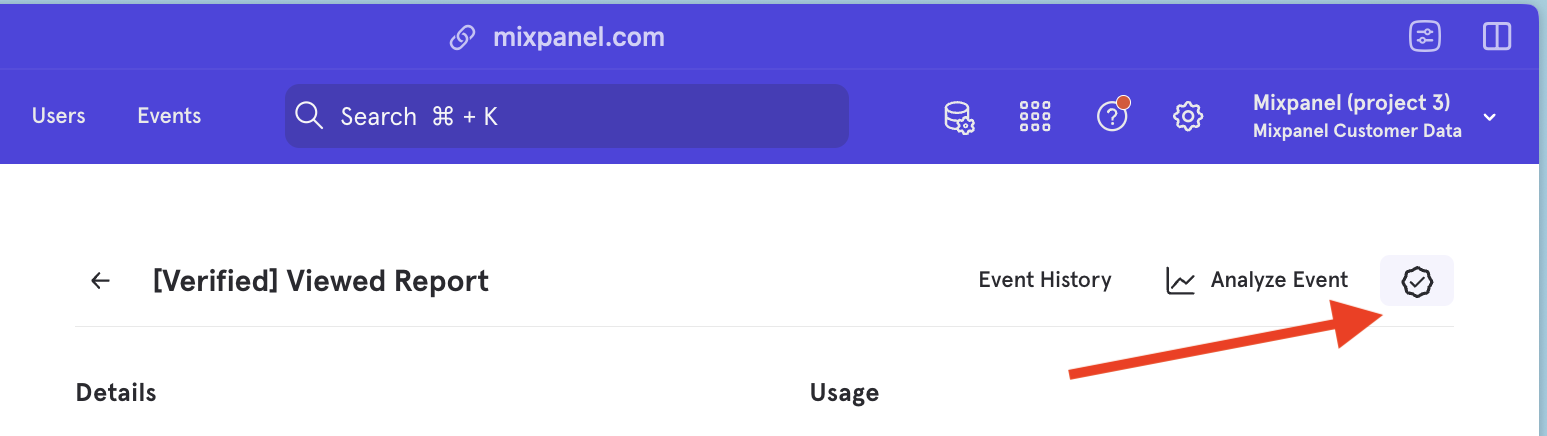 mixpanel.com
Users Events Search ⌘ + K Mixpanel (project 3)
Mixpanel Customer Data
[Verified] Viewed Report Event History Analyze Event
Details Usage